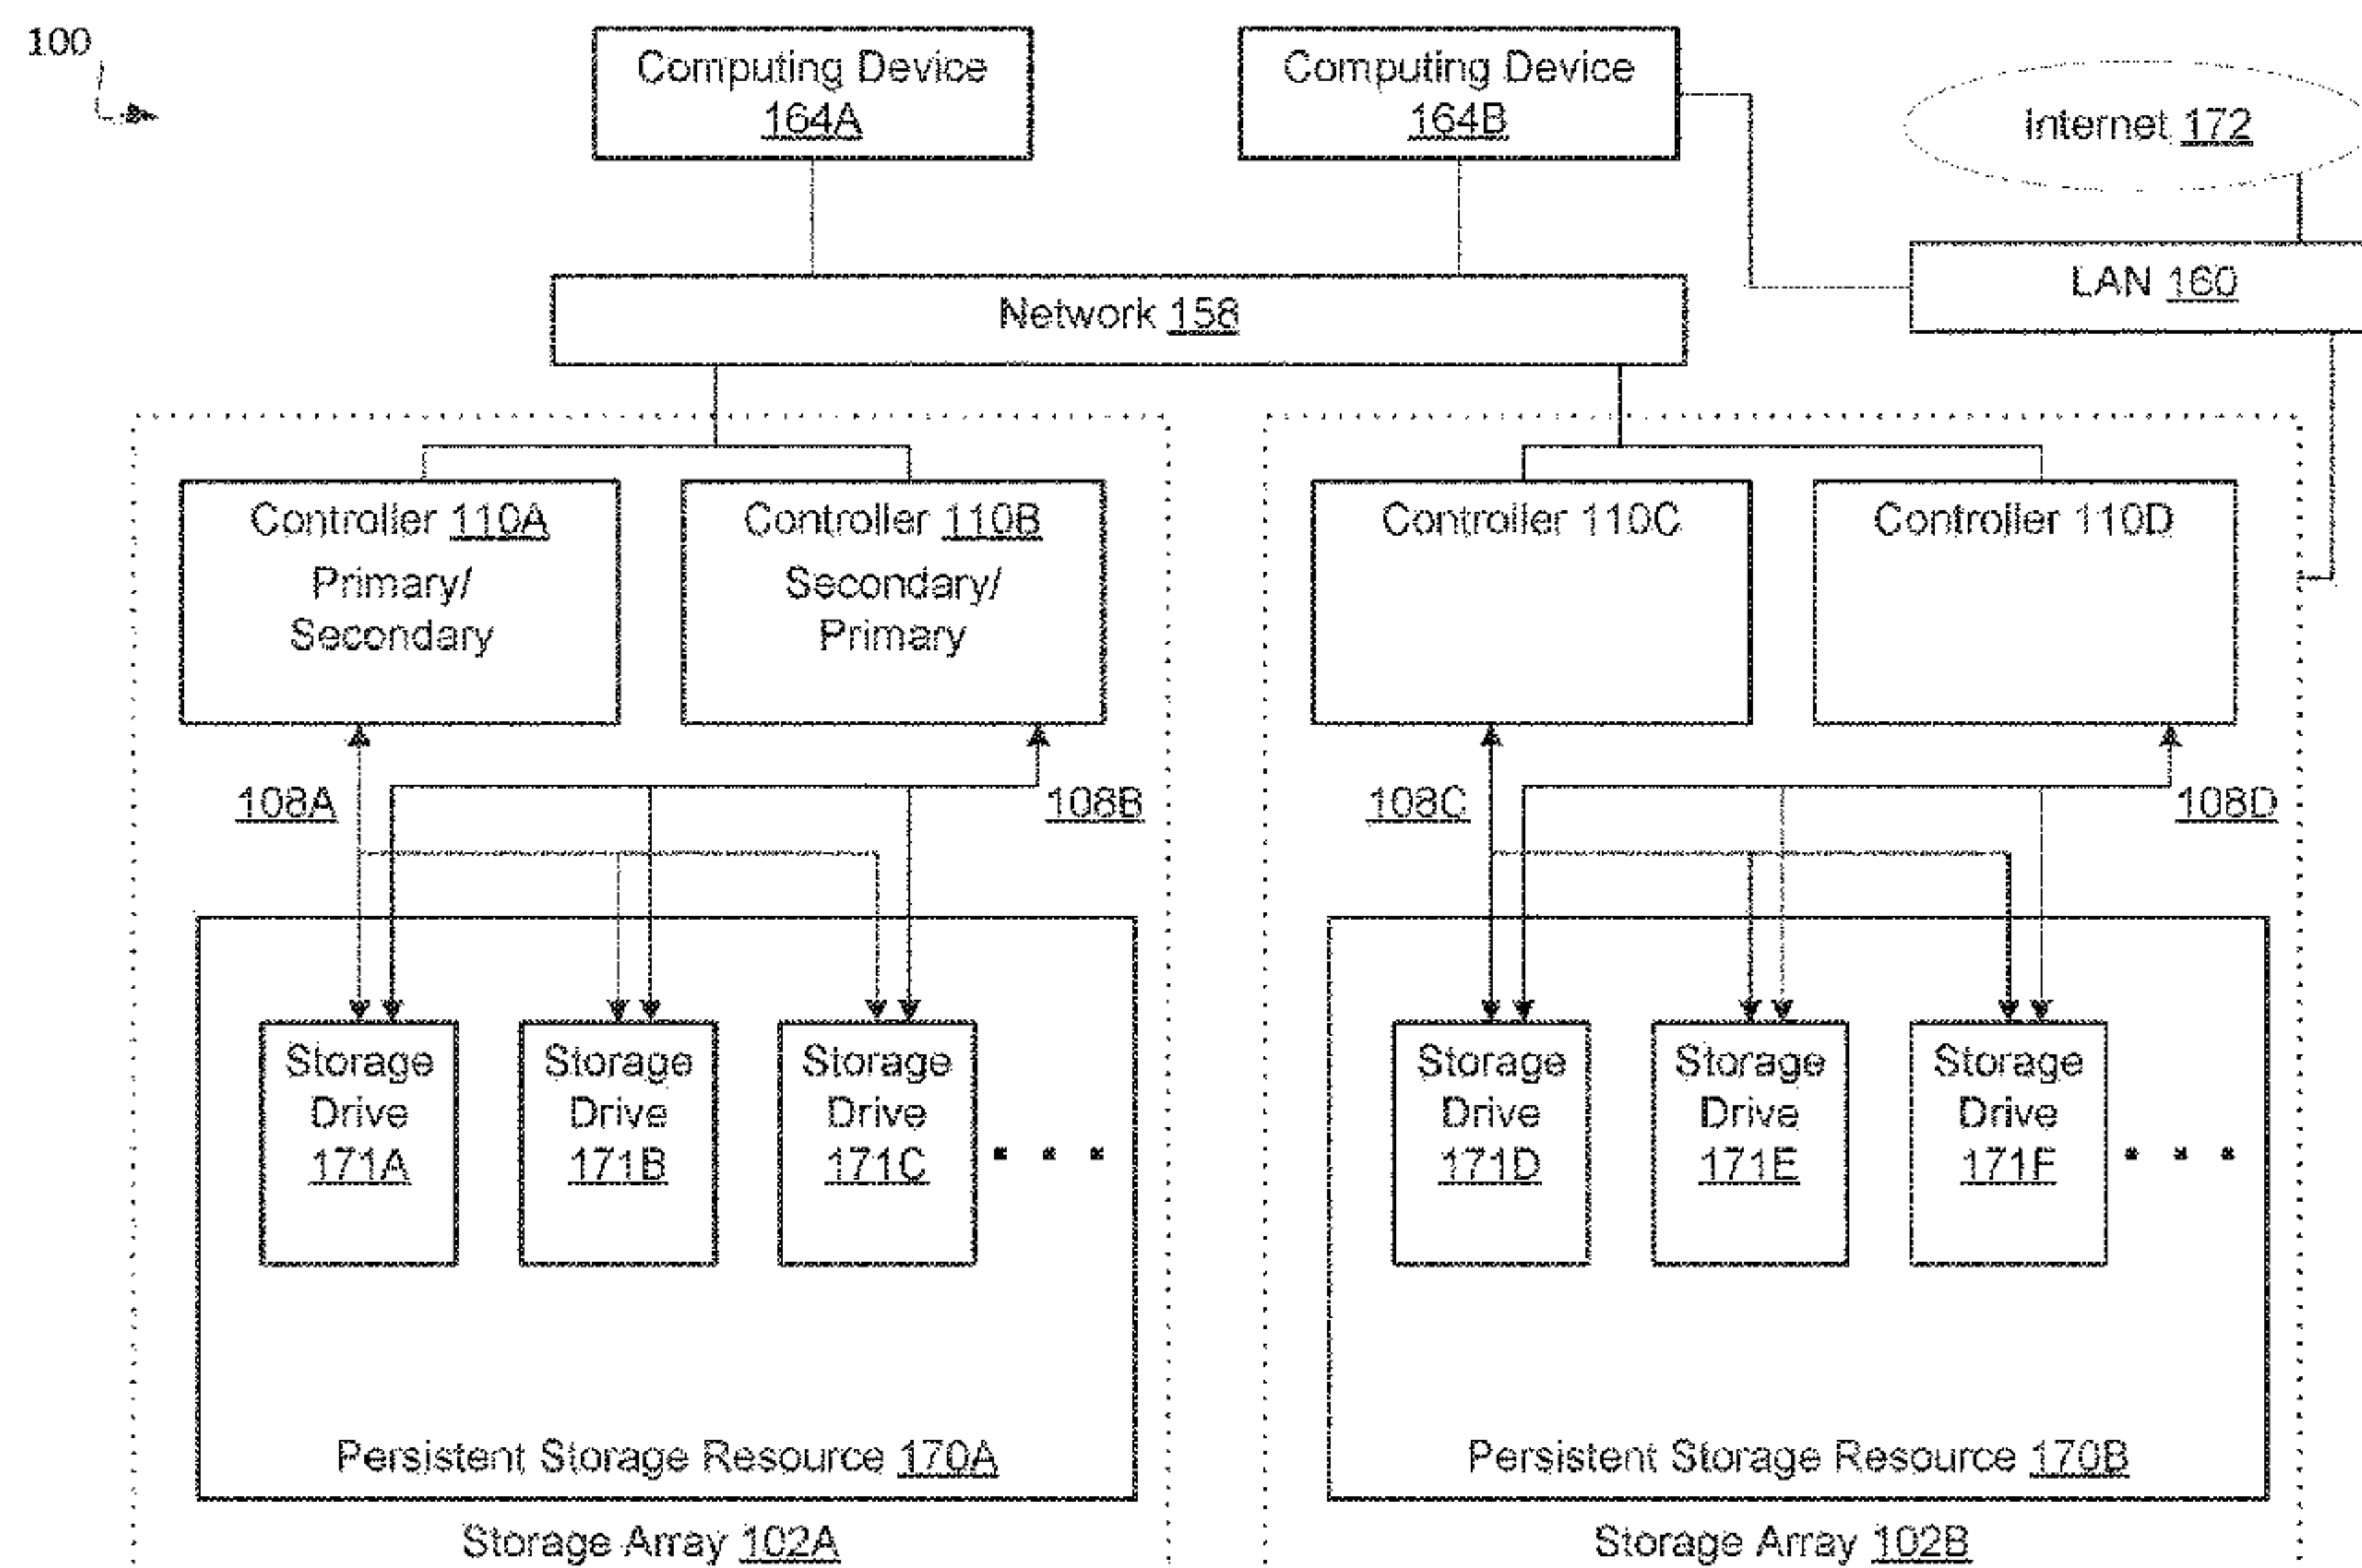 100
Computing Device
164A
Computing Device
164B
Internet 172
LAN 160
Network 158
Controller 110A
Primary/
Secondary
Controller 110B
Secondary/
Primary
Controller 110C
Controller 110D
108A
108B
108C
108D
Storage
Drive
171A
Storage
Drive
171B
Storage
Drive
171C
Storage
Drive
171D
Storage
Drive
171E
Storage
Drive
171F
Persistent Storage Resource 170A
Persistent Storage Resource 170B
Storage Array 102A
Storage Array 102B